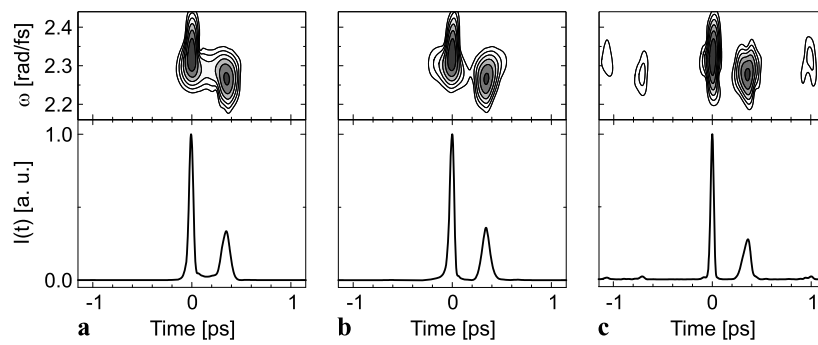 ω [rad/fs]
2.4
2.3
2.2
I(t) [a. u.]
1.0
0.0
-1 0 1 -1 0 1 -1 0 1
a Time [ps] b Time [ps] c Time [ps]